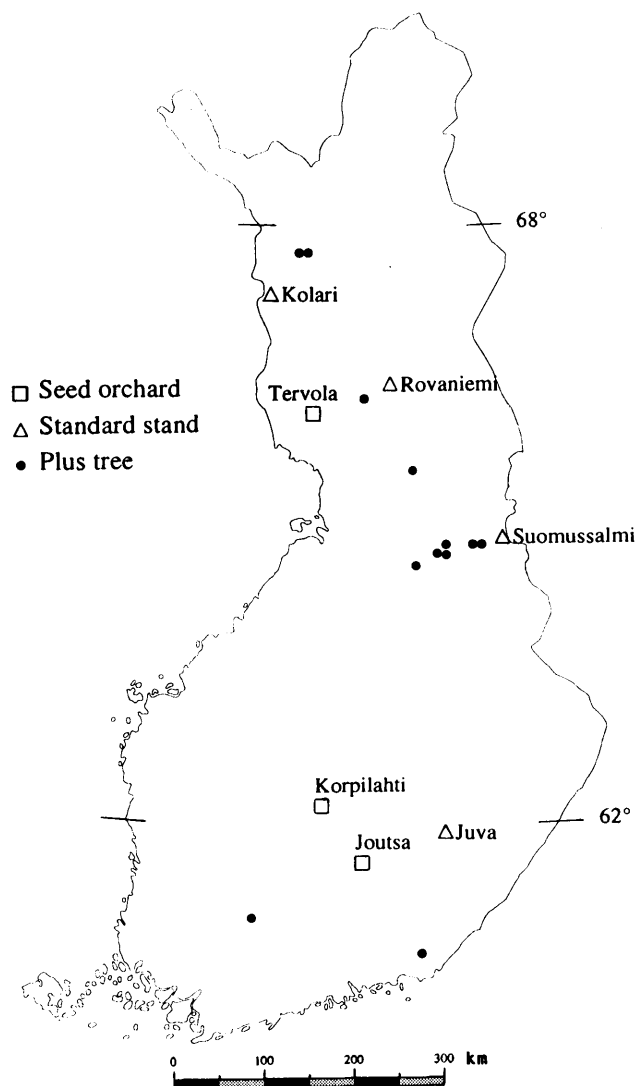 68°
Kolari
Rovaniemi
Tervola
Seed orchard
Standard stand
Plus tree
Suomussalmi
Korpilahti
62°
Juva
Joutsa
0 100 200 300 km